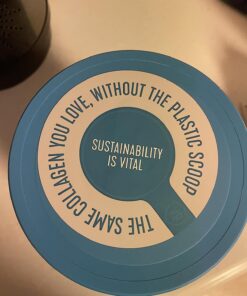 THE SAME COLLAGEN YOU LOVE, WITHOUT THE PLASTIC SCOOP
SUSTAINABILITY
IS VITAL